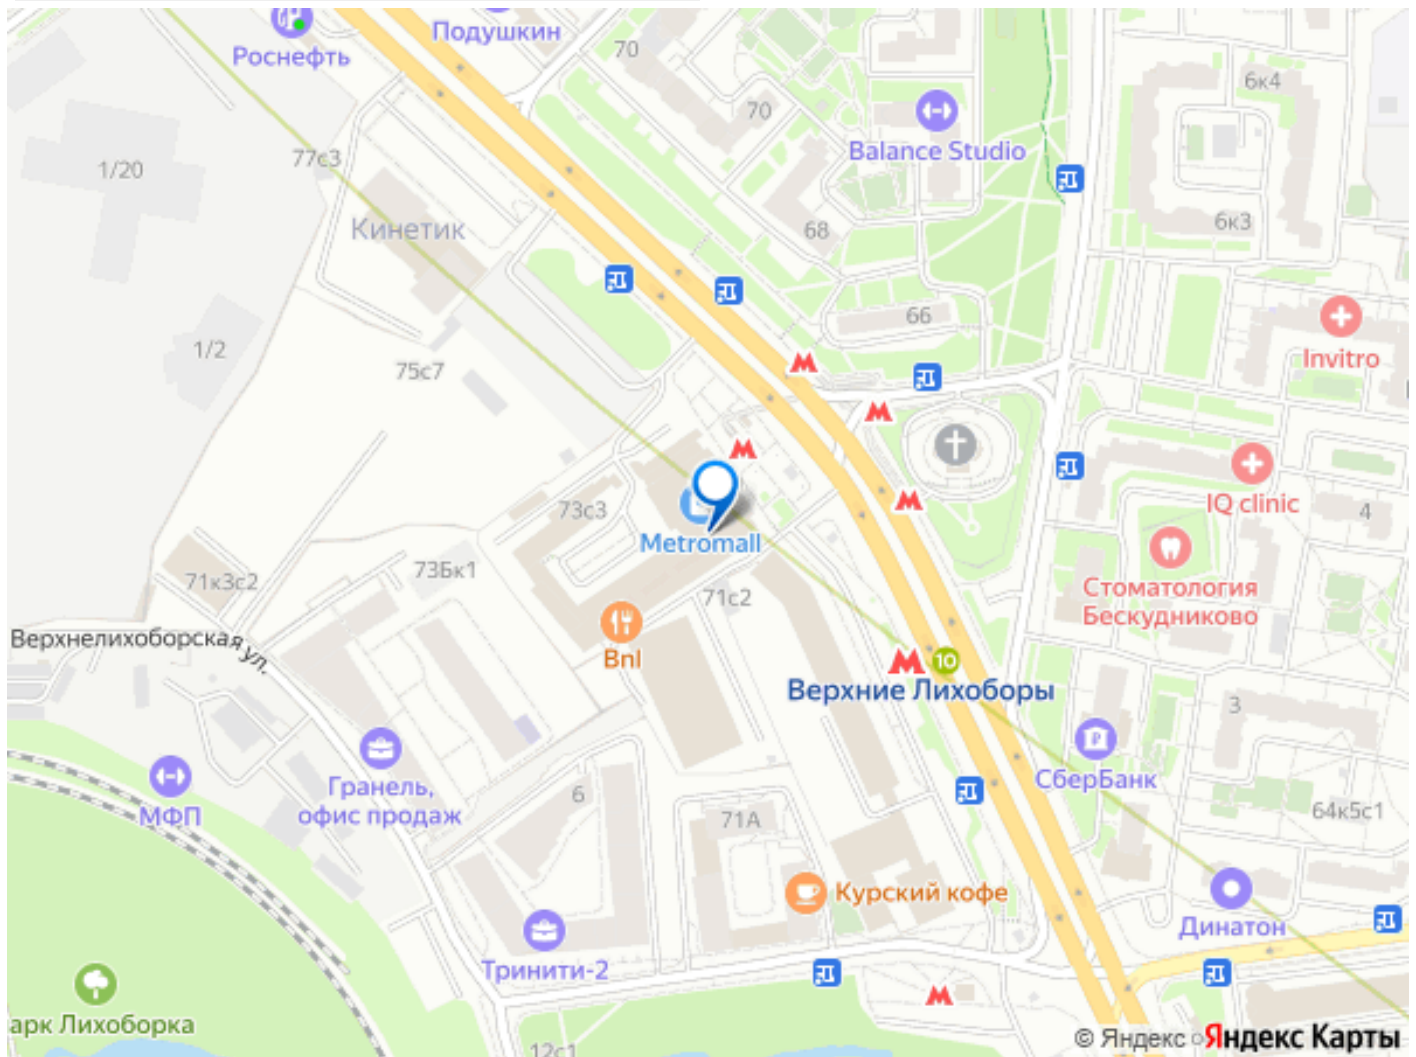 Роснефть
Подушкин
70
70
6к4
Balance Studio
77с3
1/20
68
6к3
Кинетик
66
Invitro
1/2
75с7
IQ clinic
4
73с3
Metromall
73Бк1
71к3с2
71с2
Стоматология
Бескудниково
Верхнелихоборская ул.
Bnl
10
Верхние Лихоборы
3
СберБанк
Гранель,
офис продаж
6
МФП
71А
64к5с1
Курский кофе
Динатон
Тринити-2
арк Лихоборка
12с1
© Яндекс
Яндекс Карты